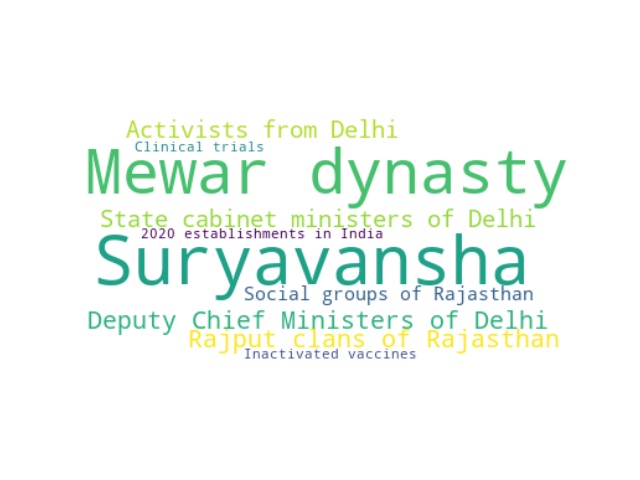 Activists from Delhi
Clinical trials
Mewar dynasty
State cabinet ministers of Delhi
2020 establishments in India
Suryavansha
Social groups of Rajasthan
Deputy Chief Ministers of Delhi
Rajput clans of Rajasthan
Inactivated vaccines